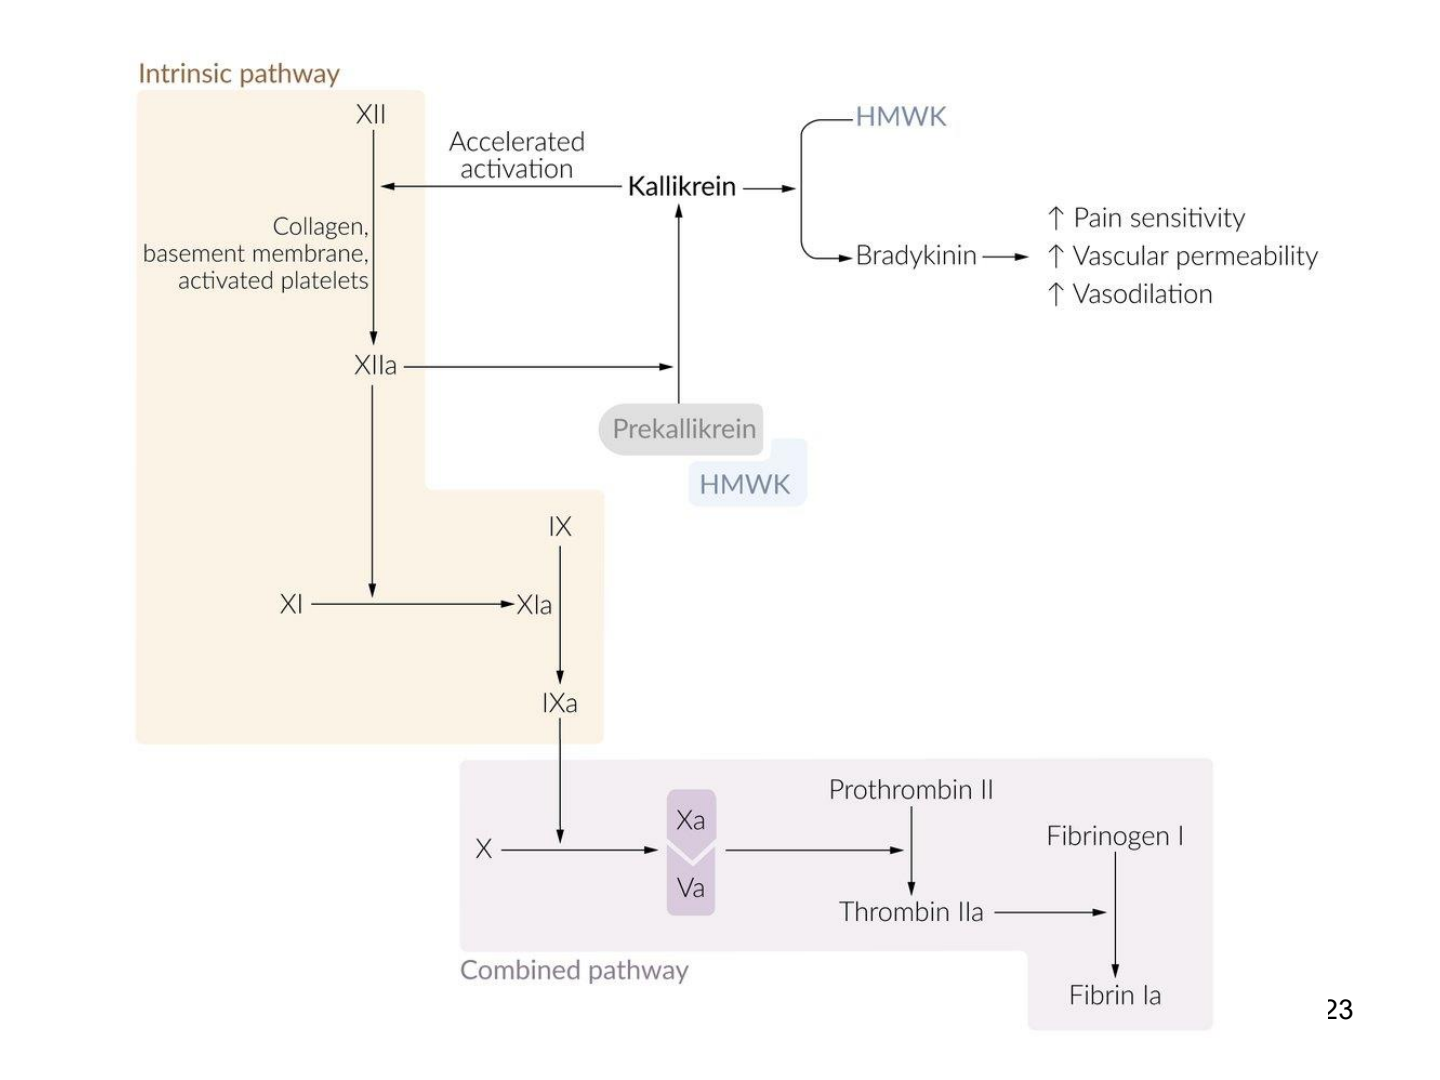 Intrinsic pathway
XII
HMWK
Accelerated
activation
Kallikrein
Collagen,
basement membrane,
activated platelets
↑ Pain sensitivity
Bradykinin
↑ Vascular permeability
↑ Vasodilation
XIIa
Prekallikrein
HMWK
IX
XI
XIa
IXa
Prothrombin II
Xa
Fibrinogen I
X
Va
Thrombin IIa
Combined pathway
Fibrin Ia
23